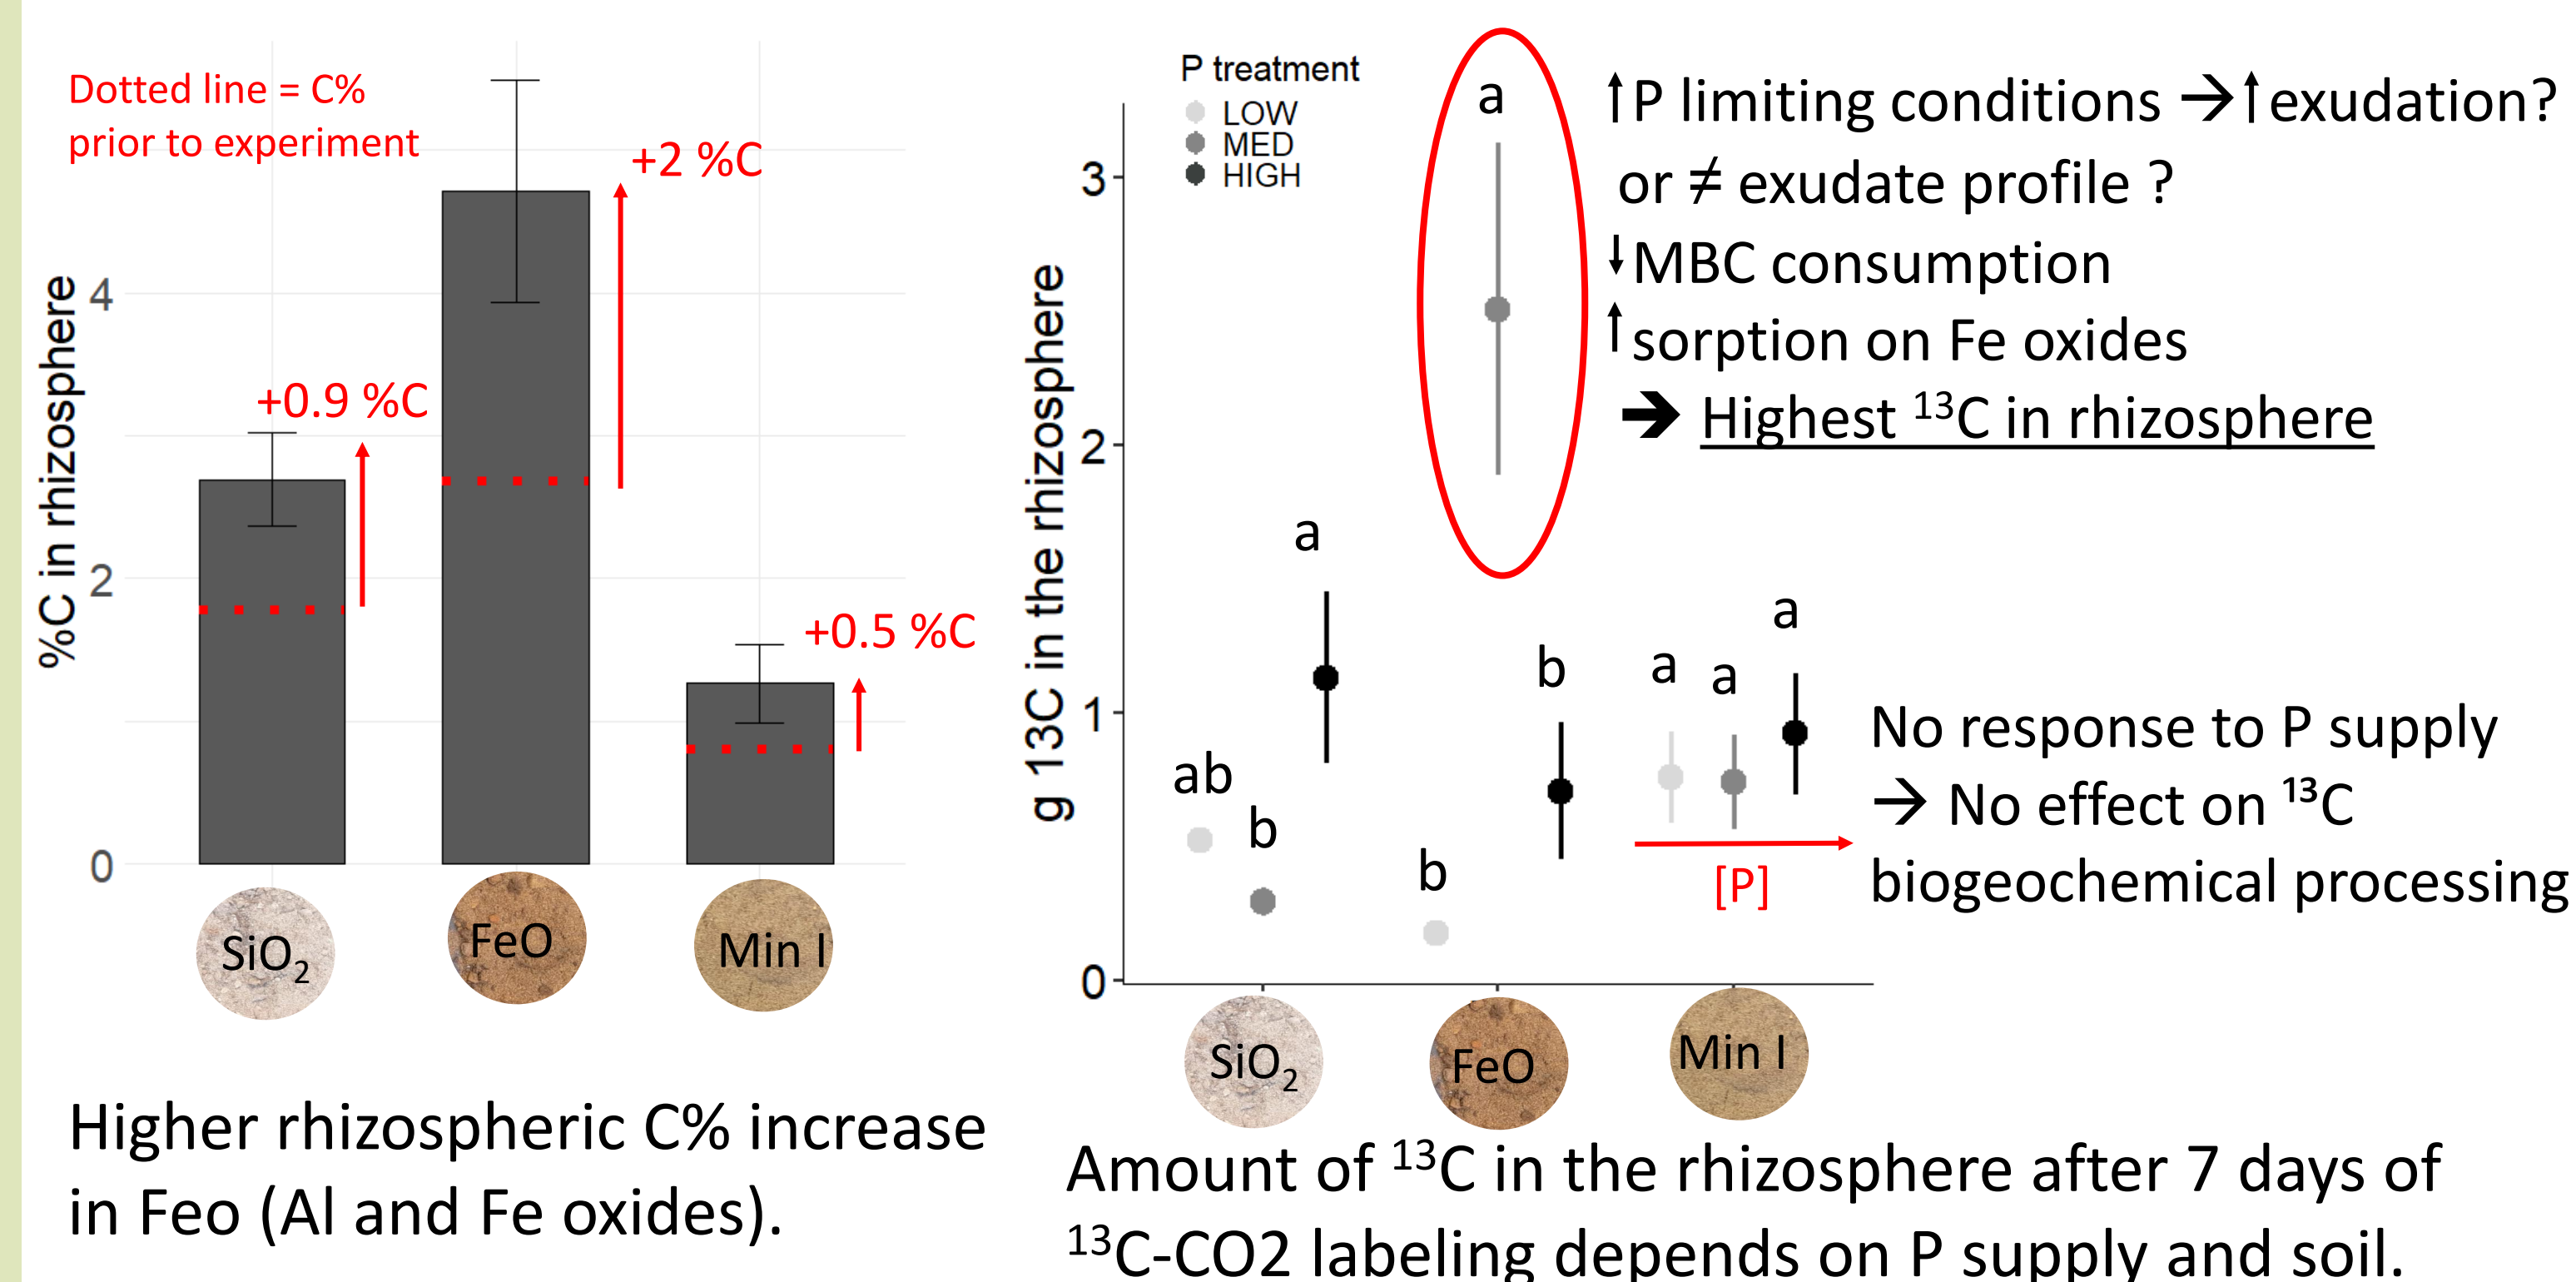 Dotted line = C%
prior to experiment
%C in rhizosphere
4
2
0
+0.9 %C
+2 %C
+0.5 %C
SiO₂
FeO
Min I
Higher rhizospheric C% increase
in Feo (Al and Fe oxides).
P treatment
LOW
MED
HIGH
g 13C in the rhizosphere
3
2
1
0
ab
b
a
b
a
b
a
a
a
[P]
SiO₂
FeO
Min I
↑P limiting conditions →↑exudation?
or ≠ exudate profile ?
↓MBC consumption
↑sorption on Fe oxides
➔ Highest ¹³C in rhizosphere
No response to P supply
→ No effect on ¹³C
biogeochemical processing
Amount of ¹³C in the rhizosphere after 7 days of
¹³C-CO2 labeling depends on P supply and soil.